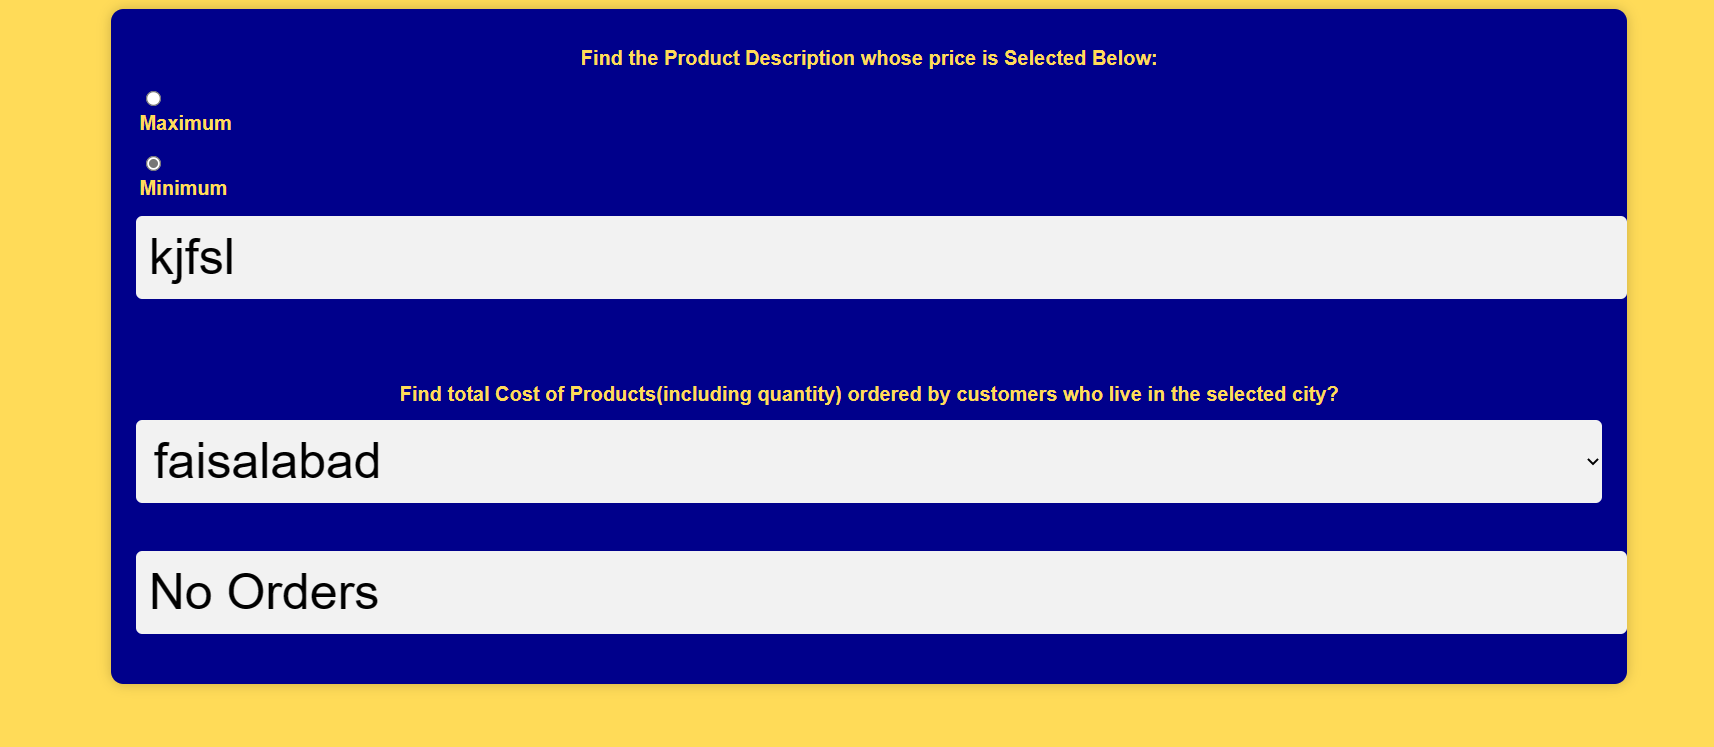 Find the Product Description whose price is Selected Below:
Maximum
Minimum
kjfsl
Find total Cost of Products(including quantity) ordered by customers who live in the selected city?
faisalabad
No Orders